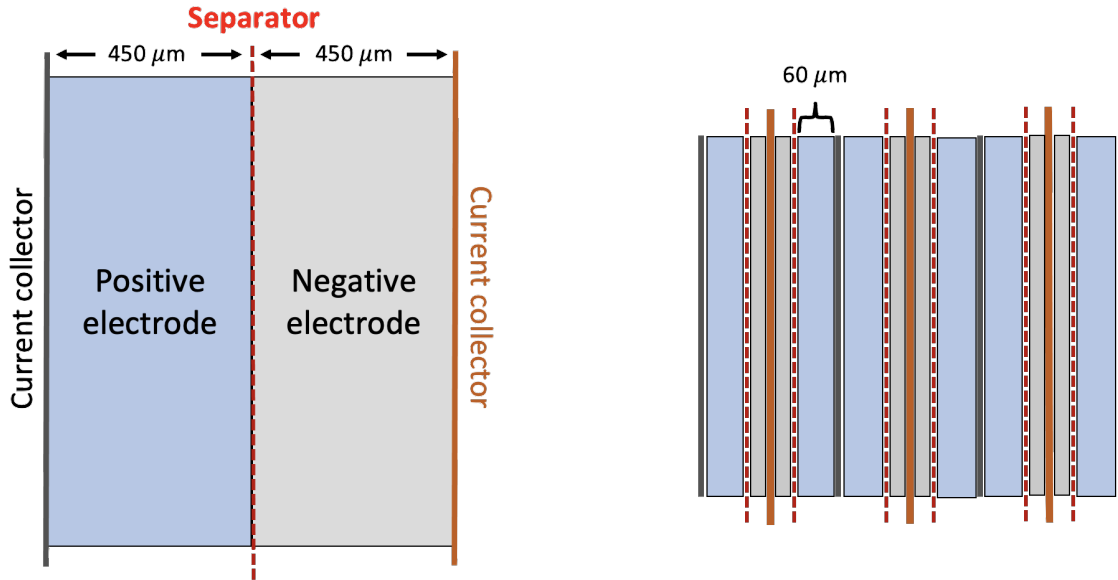 Separator
450 μm
450 μm
60 μm
Current collector
Positive
electrode
Negative
electrode
Current collector